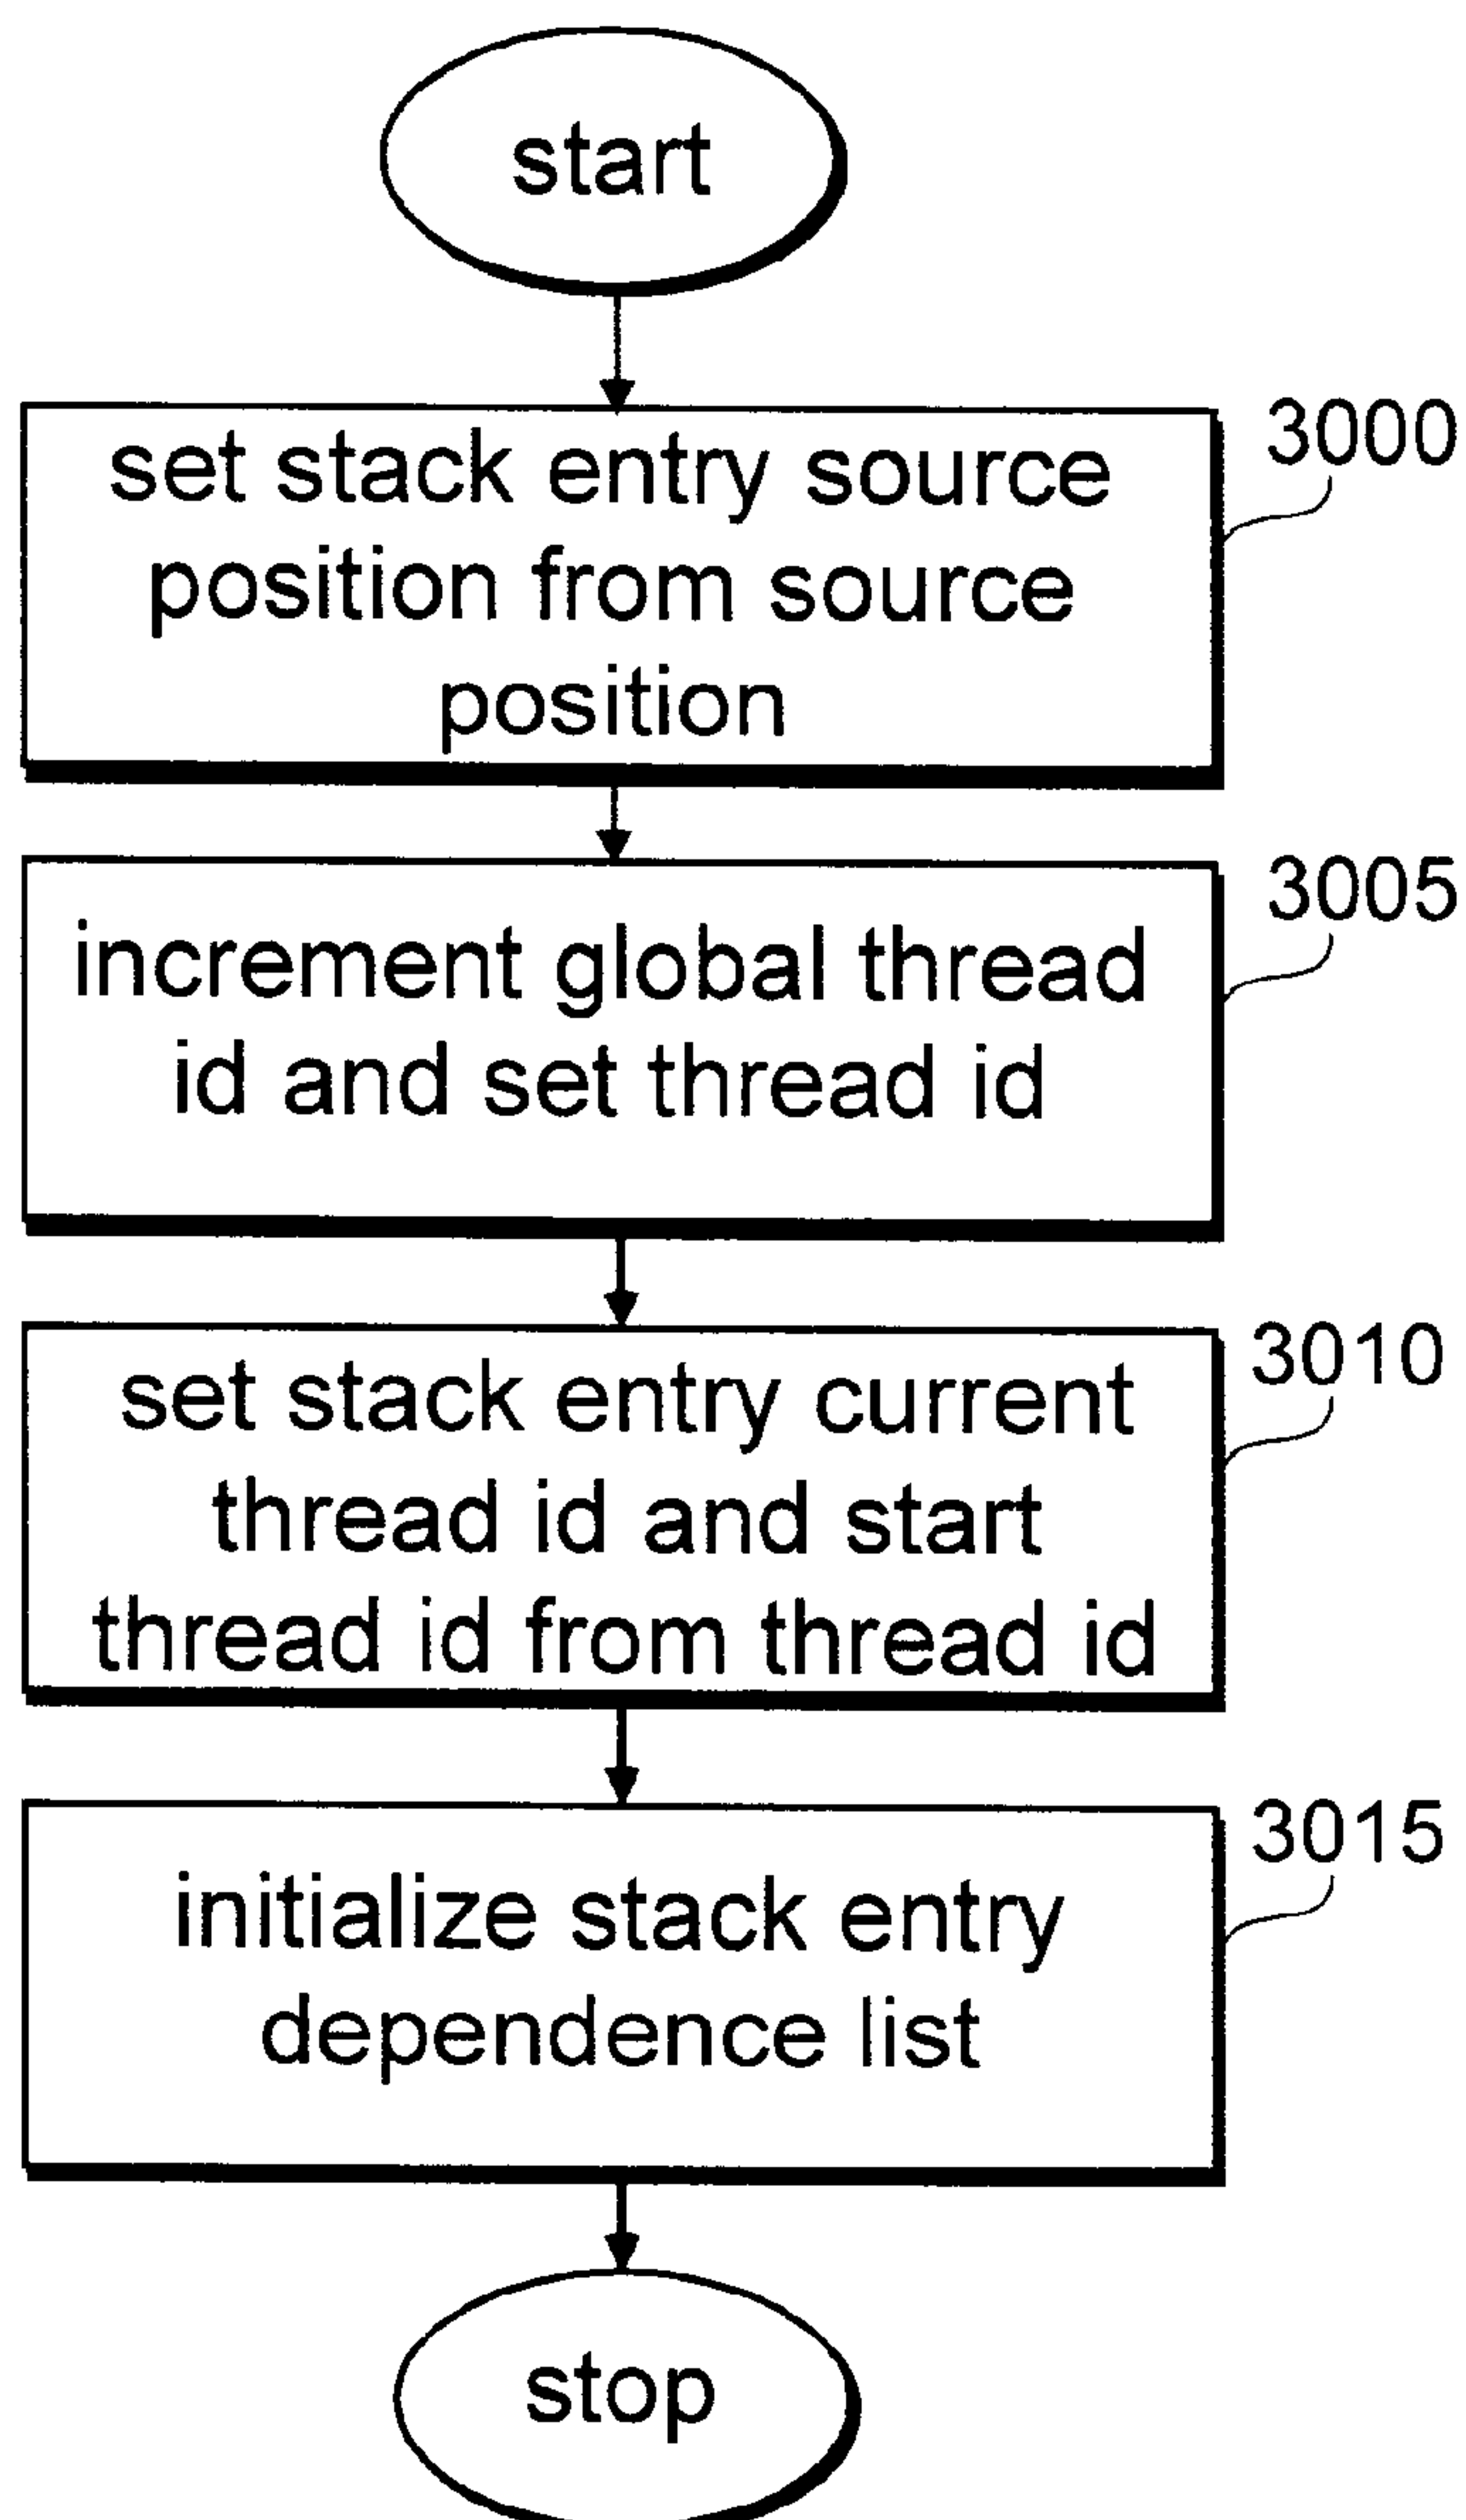 start
3000
set stack entry source
position from source
position
3005
increment global thread
id and set thread id
3010
set stack entry current
thread id and start
thread id from thread id
3015
initialize stack entry
dependence list
stop